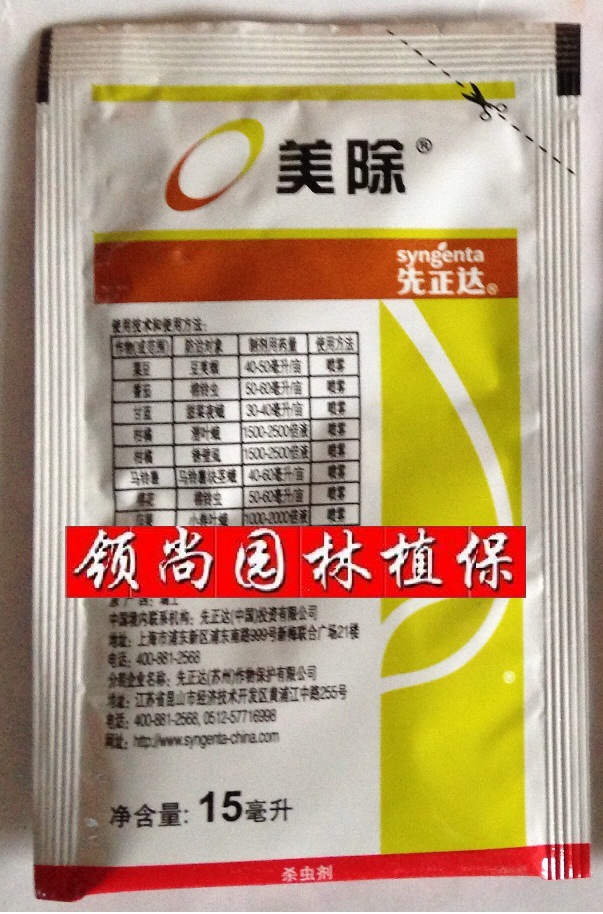 美除®
syngenta
先正达®
使用技术和使用方法:
作物(或范围) 防治对象 制剂用药量 使用方法
菜豆 豆荚螟 40-50毫升/亩 喷雾
番茄 棉铃虫 50-60毫升/亩 喷雾
甘蓝 甜菜夜蛾 30-40毫升/亩 喷雾
柑橘 潜叶蛾 1500-2500倍液 喷雾
柑橘 锈壁虱 1500-2500倍液 喷雾
马铃薯 马铃薯块茎蛾 40-60毫升/亩 喷雾
棉花 棉铃虫 50-60毫升/亩 喷雾
小卷叶蛾 1000-2000倍液 喷雾
领尚园林植保
中国境内联系机构: 先正达(中国)投资有限公司
地址: 上海市浦东新区浦东南路999号新梅联合广场21楼
电话: 400-881-2568
分装企业名称: 先正达(苏州)作物保护有限公司
地址: 江苏省昆山市经济技术开发区黄浦江中路255号
电话: 400-881-2568, 0512-57716998
网址: http://www.syngenta-china.com
®
净含量: 15毫升
杀虫剂